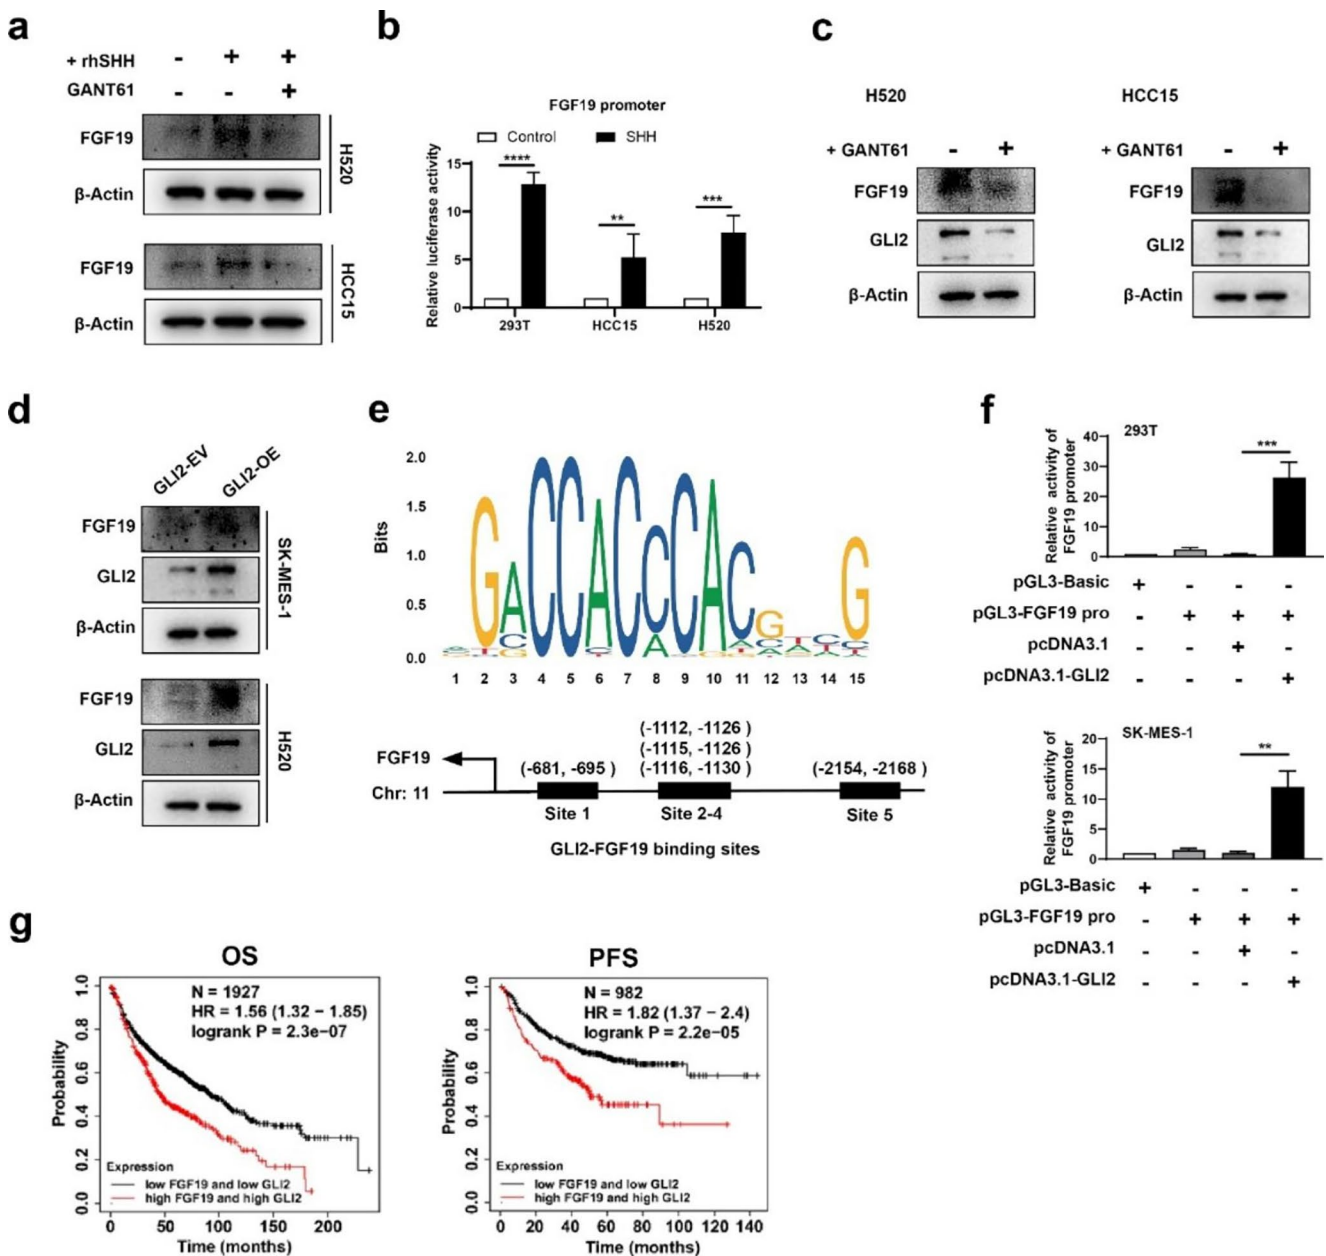 a
+ rhSHH - + +
GANT61 - - +
FGF19
β-Actin
H520
FGF19
β-Actin
HCC15
b
FGF19 promoter
Control SHH
Relative luciferase activity
15
10
5
0
****
**
***
293T HCC15 H520
c
H520
+ GANT61 - +
FGF19
GLI2
β-Actin
HCC15
+ GANT61 - +
FGF19
GLI2
β-Actin
d
GLI2-EV GLI2-OE
FGF19
GLI2
β-Actin
SK-MES-1
FGF19
GLI2
β-Actin
H520
e
Bits
2.0
1.5
1.0
0.5
0.0
1 2 3 4 5 6 7 8 9 10 11 12 13 14 15
(-1112, -1126 )
(-1115, -1126 )
(-1116, -1130 )
FGF19
(-681, -695 )
(-2154, -2168 )
Chr: 11
Site 1 Site 2-4 Site 5
GLI2-FGF19 binding sites
f
293T
Relative activity of
FGF19 promoter
40
30
20
10
0
***
pGL3-Basic + - - -
pGL3-FGF19 pro - + + +
pcDNA3.1 - - + -
pcDNA3.1-GLI2 - - - +
SK-MES-1
Relative activity of
FGF19 promoter
20
15
10
5
0
**
pGL3-Basic + - - -
pGL3-FGF19 pro - + + +
pcDNA3.1 - - + -
pcDNA3.1-GLI2 - - - +
g
OS
N = 1927
HR = 1.56 (1.32 − 1.85)
logrank P = 2.3e−07
Probability
1.0
0.8
0.6
0.4
0.2
0.0
Expression
low FGF19 and low GLI2
high FGF19 and high GLI2
0 50 100 150 200
Time (months)
PFS
N = 982
HR = 1.82 (1.37 − 2.4)
logrank P = 2.2e−05
Probability
1.0
0.8
0.6
0.4
0.2
0.0
Expression
low FGF19 and low GLI2
high FGF19 and high GLI2
0 20 40 60 80 100 120 140
Time (months)